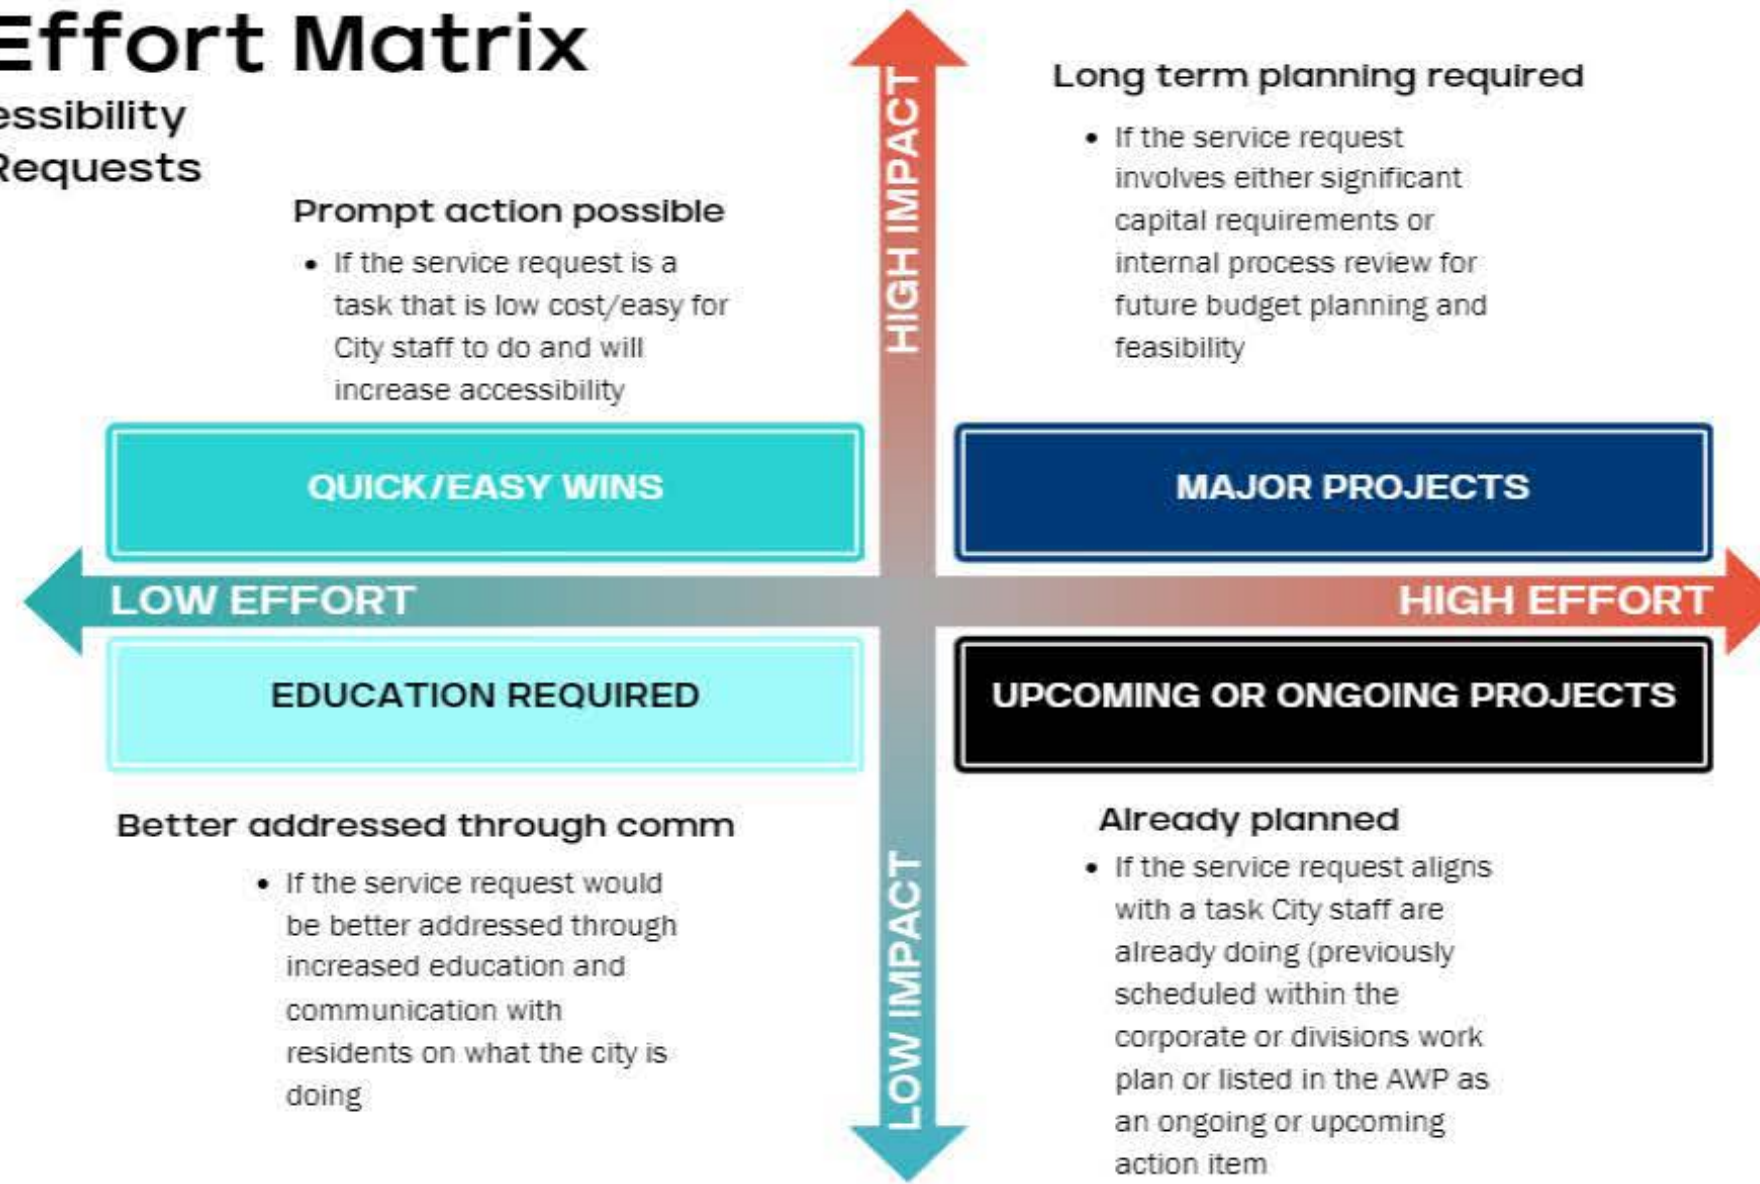 Effort Matrix
essibility
Requests
Prompt action possible
• If the service request is a
task that is low cost/easy for
City staff to do and will
increase accessibility
HIGH IMPACT
Long term planning required
• If the service request
involves either significant
capital requirements or
internal process review for
future budget planning and
feasibility
QUICK/EASY WINS
MAJOR PROJECTS
LOW EFFORT
HIGH EFFORT
EDUCATION REQUIRED
UPCOMING OR ONGOING PROJECTS
Better addressed through comm
• If the service request would
be better addressed through
increased education and
communication with
residents on what the city is
doing
LOW IMPACT
Already planned
• If the service request aligns
with a task City staff are
already doing (previously
scheduled within the
corporate or divisions work
plan or listed in the AWP as
an ongoing or upcoming
action item